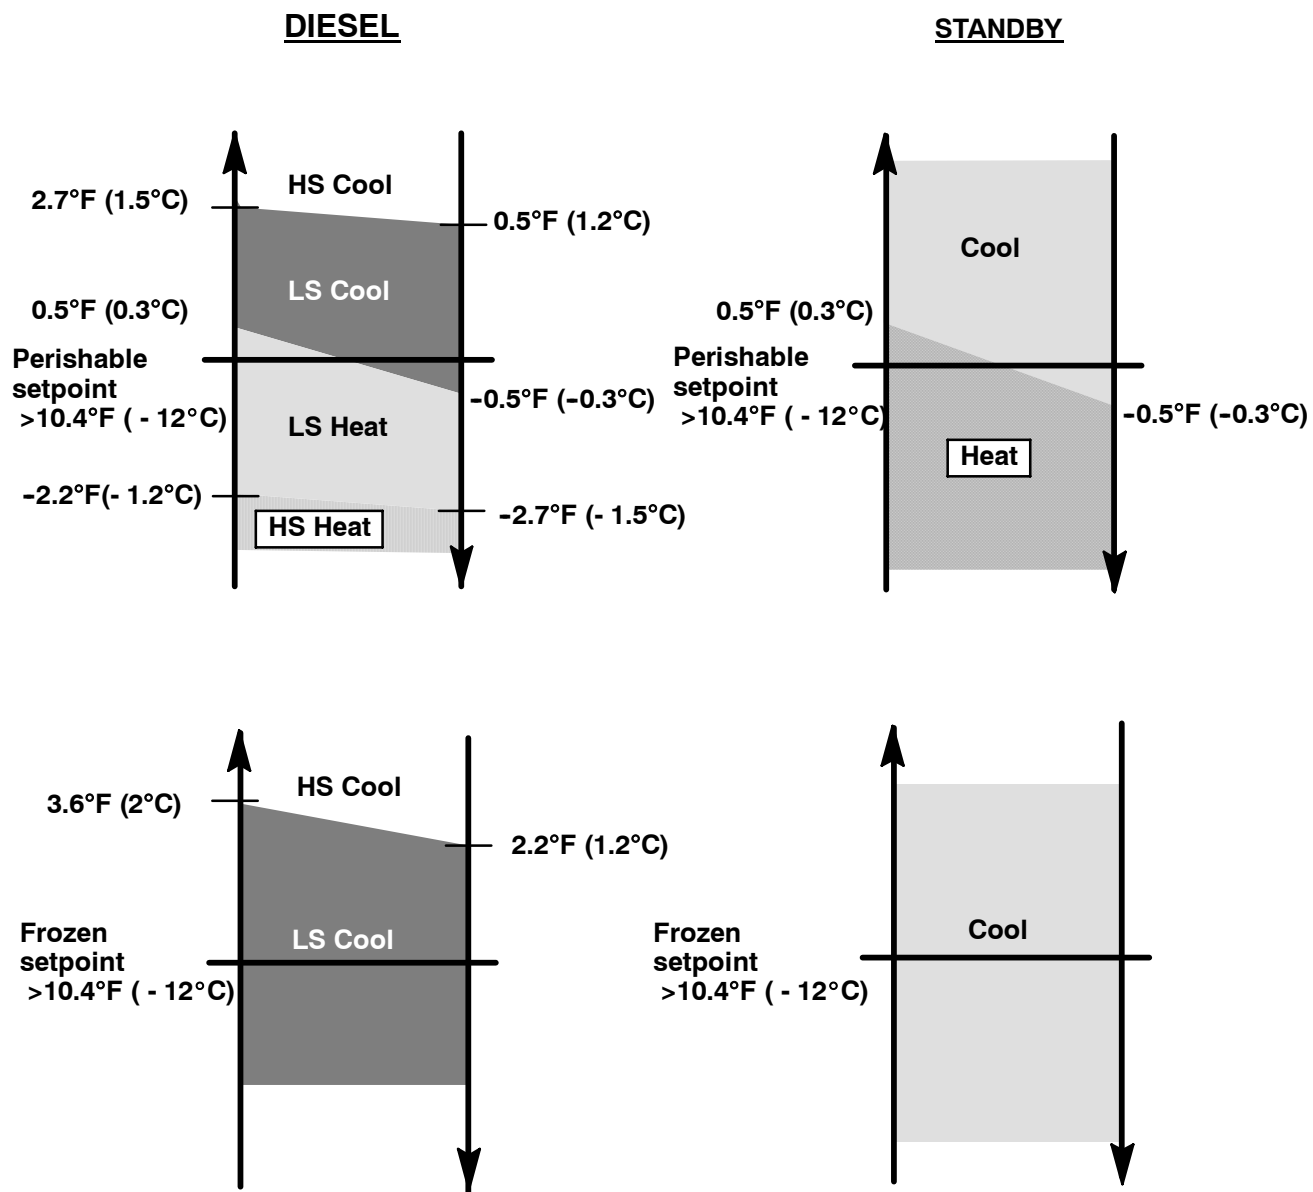 DIESEL
STANDBY
HS Cool
2.7°F (1.5°C)
0.5°F (1.2°C)
LS Cool
0.5°F (0.3°C)
Perishable
setpoint
>10.4°F ( - 12°C)
-0.5°F (-0.3°C)
LS Heat
-2.2°F(- 1.2°C)
-2.7°F (- 1.5°C)
HS Heat
Cool
0.5°F (0.3°C)
Perishable
setpoint
>10.4°F ( - 12°C)
-0.5°F (-0.3°C)
Heat
HS Cool
3.6°F (2°C)
2.2°F (1.2°C)
LS Cool
Frozen
setpoint
>10.4°F ( - 12°C)
Cool
Frozen
setpoint
>10.4°F ( - 12°C)